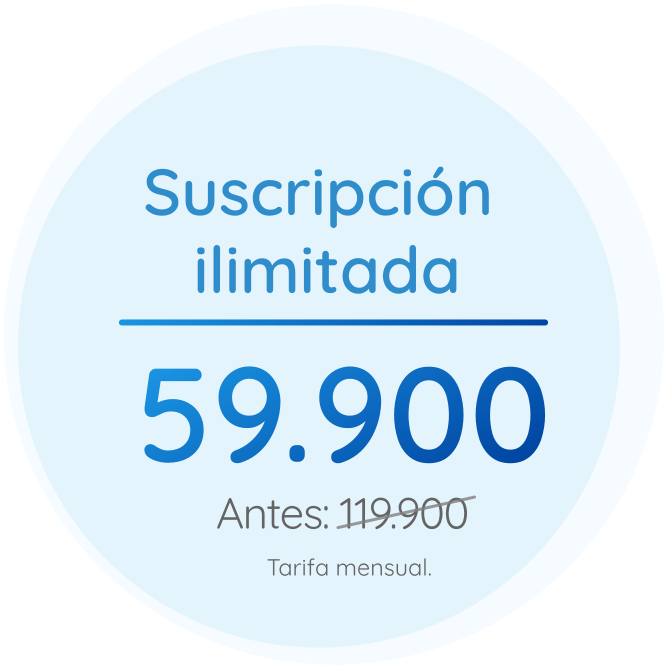 Suscripción
ilimitada
59.900
Antes: 119.900
Tarifa mensual.